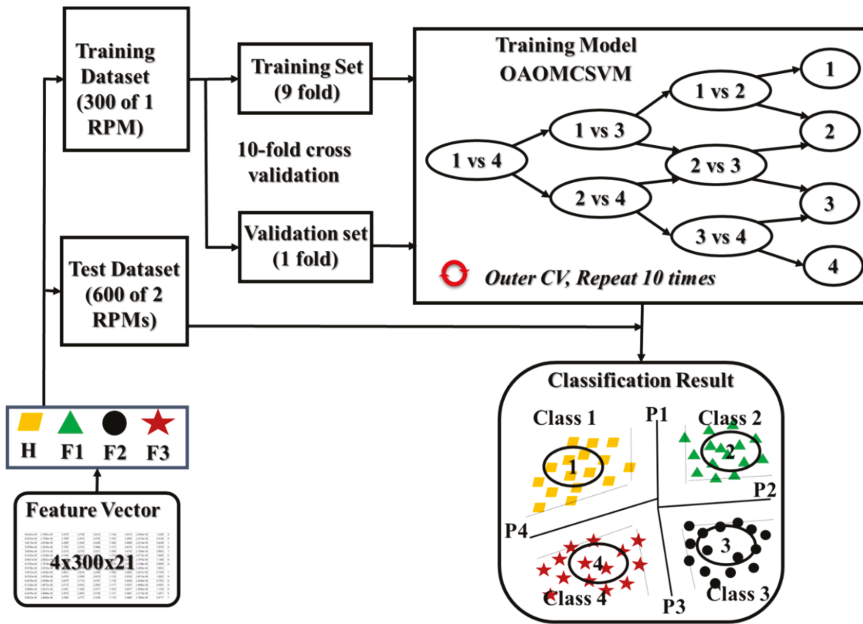 Training
Dataset
(300 of 1
RPM)
Training Set
(9 fold)
10-fold cross
validation
Validation set
(1 fold)
Test Dataset
(600 of 2
RPMs)
Training Model
OAOMCSVM
1 vs 4
1 vs 3
2 vs 4
1 vs 2
2 vs 3
3 vs 4
1
2
3
4
Outer CV, Repeat 10 times
H F1 F2 F3
Feature Vector
4x300x21
Classification Result
Class 1
P1
Class 2
1
2
P2
P4
4
3
Class 4
P3
Class 3